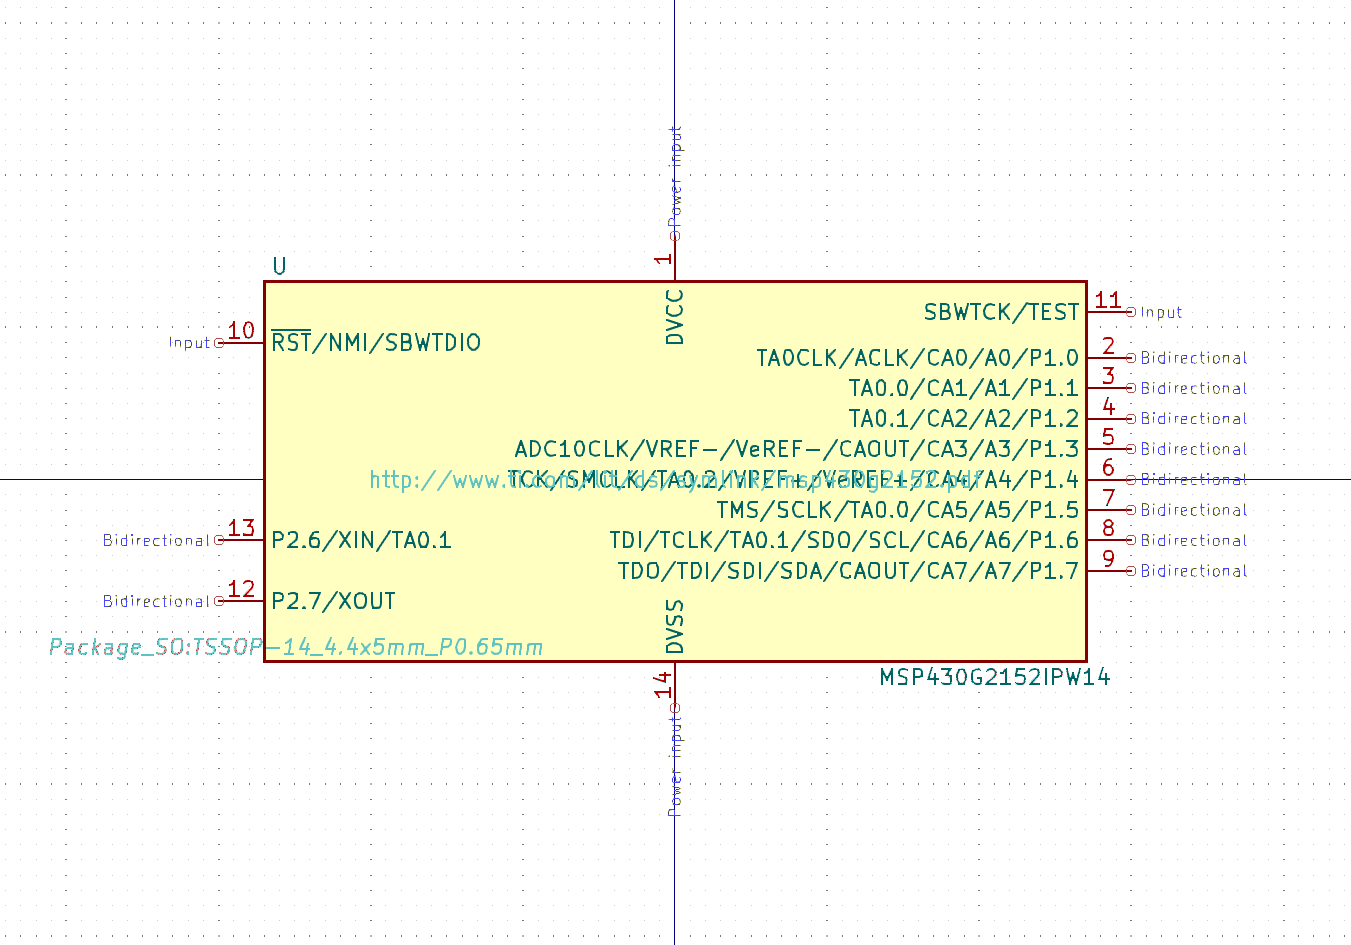 Power input
1
U
DVCC
SBWTCK/TEST 11 Input
Input 10 RST/NMI/SBWTDIO
TA0CLK/ACLK/CA0/A0/P1.0 2 Bidirectional
TA0.0/CA1/A1/P1.1 3 Bidirectional
TA0.1/CA2/A2/P1.2 4 Bidirectional
ADC10CLK/VREF-/VeREF-/CAOUT/CA3/A3/P1.3 5 Bidirectional
http://www.ti.com/lit/ds/symlink/msp430g2152.pdf
TCK/SMCLK/TA0.2/VREF+/VeREF+/CA4/A4/P1.4 6 Bidirectional
TMS/SCLK/TA0.0/CA5/A5/P1.5 7 Bidirectional
Bidirectional 13 P2.6/XIN/TA0.1
TDI/TCLK/TA0.1/SDO/SCL/CA6/A6/P1.6 8 Bidirectional
TDO/TDI/SDI/SDA/CAOUT/CA7/A7/P1.7 9 Bidirectional
Bidirectional 12 P2.7/XOUT
DVSS
Package_SO:TSSOP-14_4.4x5mm_P0.65mm
MSP430G2152IPW14
14
Power input